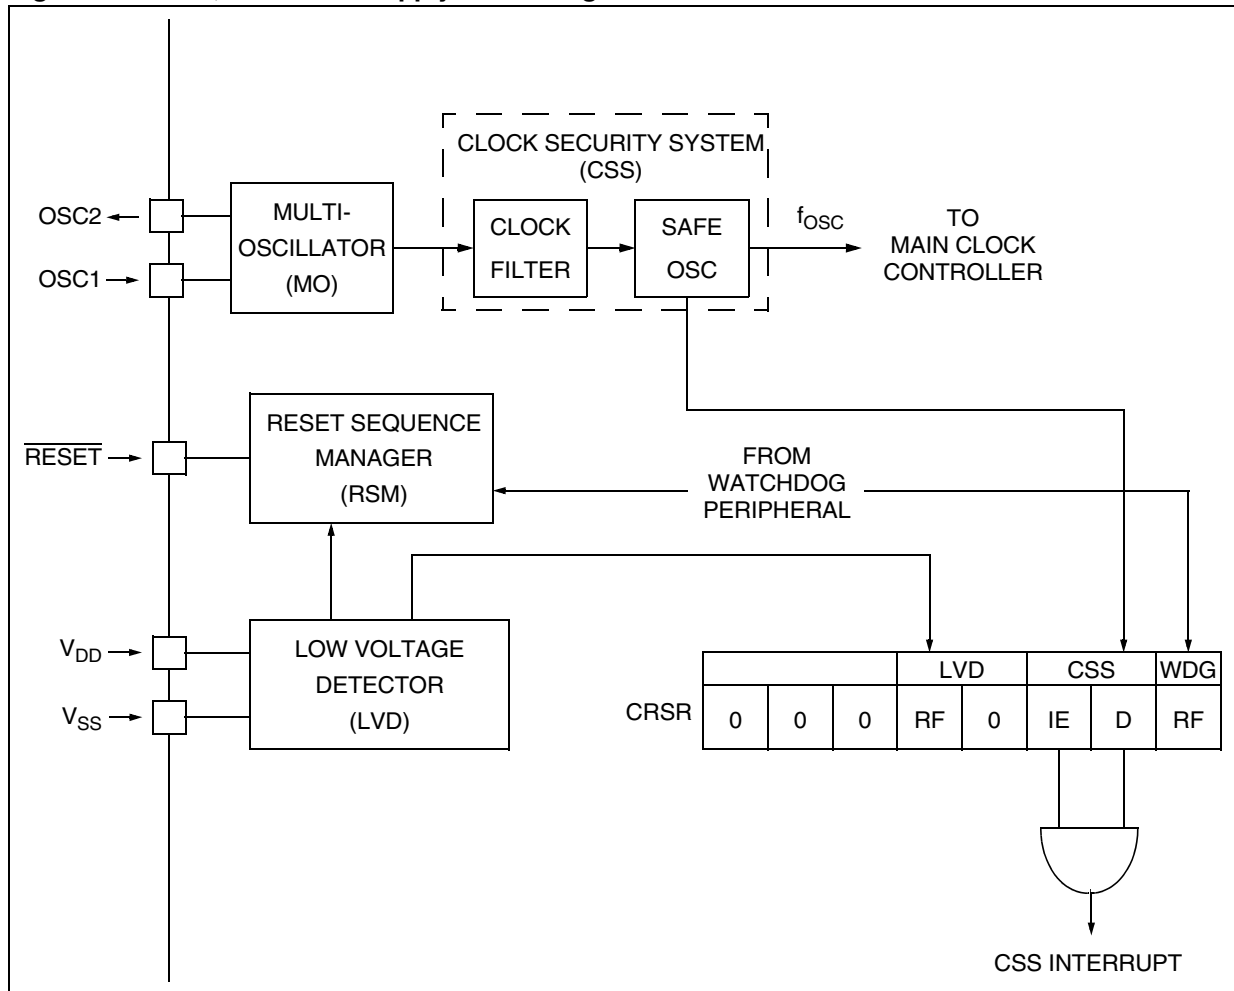 CLOCK SECURITY SYSTEM
(CSS)
OSC2
OSC1
MULTI-
OSCILLATOR
(MO)
CLOCK
FILTER
SAFE
OSC
fOSC
TO
MAIN CLOCK
CONTROLLER
RESET
RESET SEQUENCE
MANAGER
(RSM)
FROM
WATCHDOG
PERIPHERAL
VDD
VSS
LOW VOLTAGE
DETECTOR
(LVD)
LVD CSS WDG
CRSR 0 0 0 RF 0 IE D RF
CSS INTERRUPT